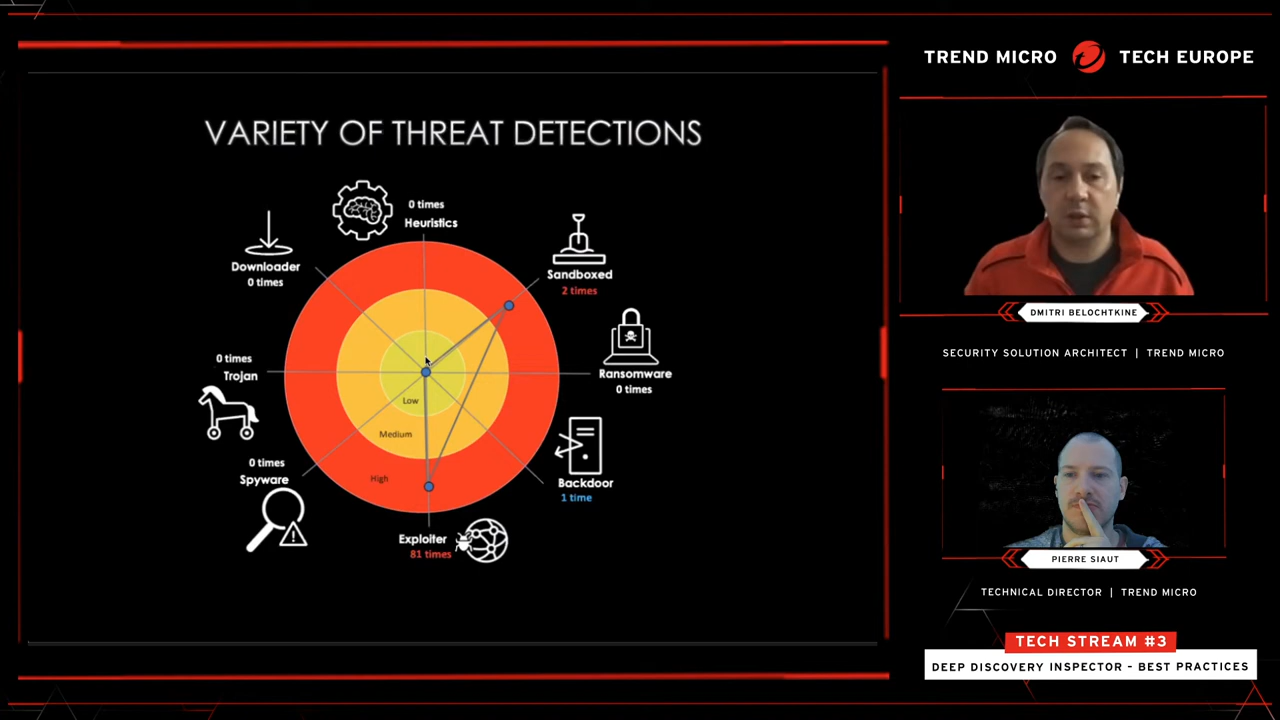 TREND MICRO TECH EUROPE
VARIETY OF THREAT DETECTIONS
0 times
Heuristics
Downloader
0 times
Sandboxed
2 times
0 times
Trojan
Ransomware
0 times
Low
Medium
High
0 times
Spyware
Backdoor
1 time
Exploiter
81 times
DMITRI BELOCHTKINE
SECURITY SOLUTION ARCHITECT | TREND MICRO
PIERRE SIAUT
TECHNICAL DIRECTOR | TREND MICRO
TECH STREAM #3
DEEP DISCOVERY INSPECTOR - BEST PRACTICES